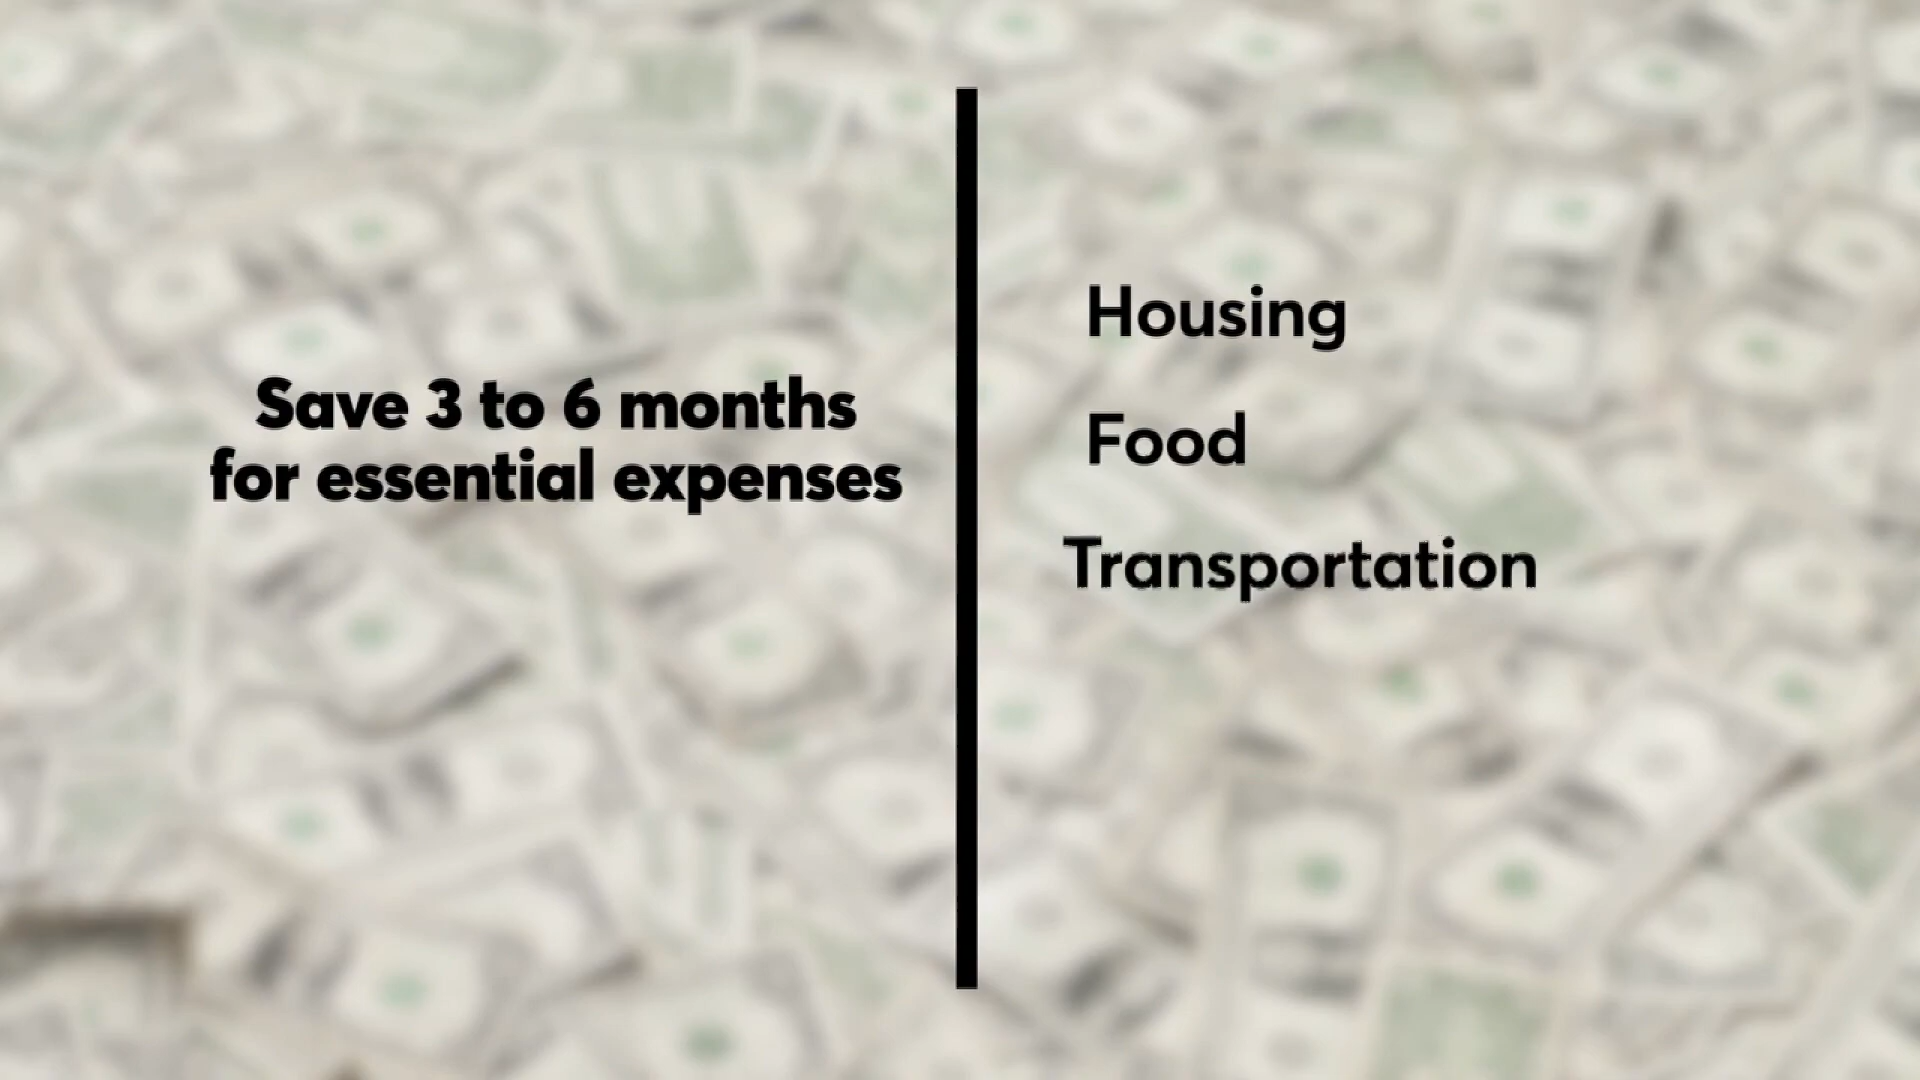 Save 3 to 6 months
for essential expenses
Housing
Food
Transportation